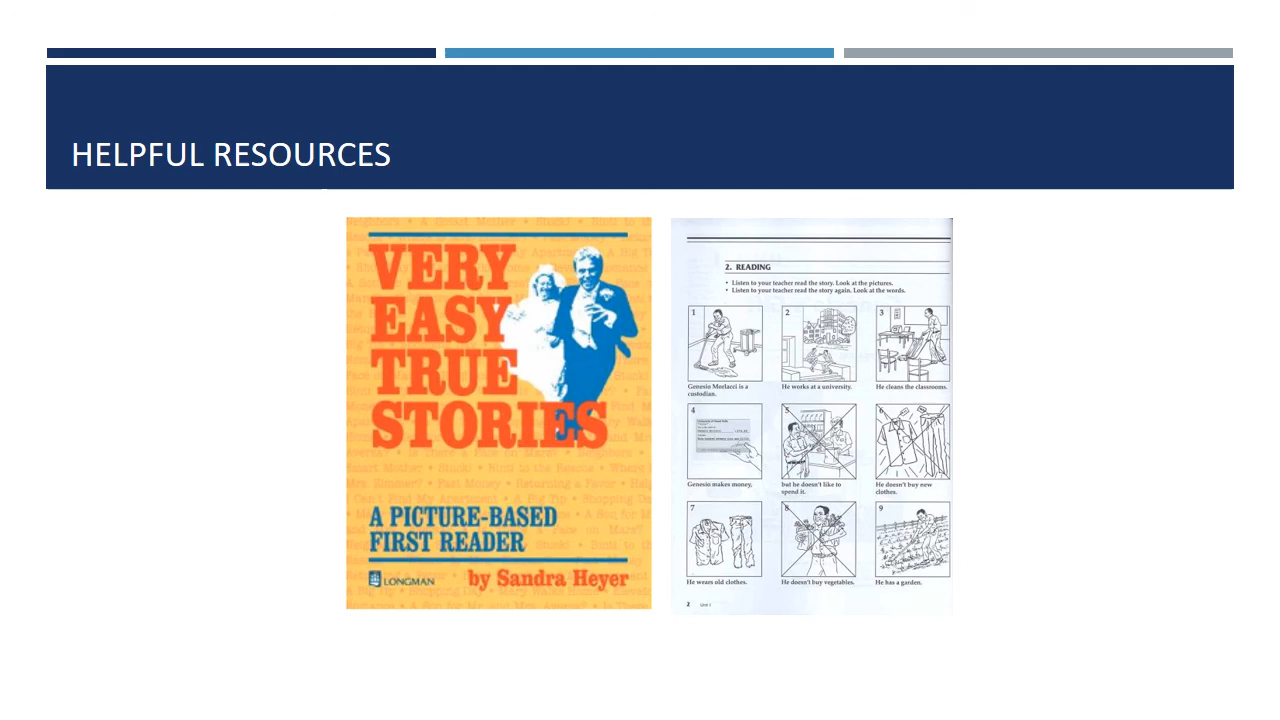 HELPFUL RESOURCES
VERY
EASY
TRUE
STORIES
A PICTURE-BASED
FIRST READER
LONGMAN
by Sandra Heyer
2. READING
• Listen to your teacher read the story. Look at the pictures.
• Listen to your teacher read the story again. Look at the words.
1
2
3
Genesio Morlacci is a
custodian.
He works at a university.
He cleans the classrooms.
4
5
6
Genesio makes money,
but he doesn't like to
spend it.
He doesn't buy new
clothes.
7
8
9
He wears old clothes.
He doesn't buy vegetables.
He has a garden.
2 Unit 1